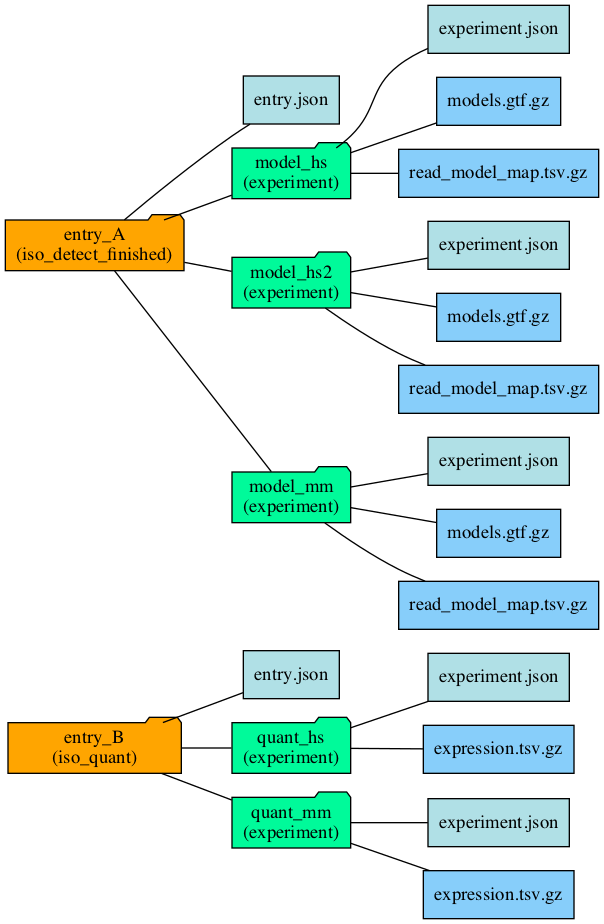 experiment.json
models.gtf.gz
entry.json
model_hs
(experiment)
read_model_map.tsv.gz
entry_A
(iso_detect_finished)
experiment.json
model_hs2
(experiment)
models.gtf.gz
read_model_map.tsv.gz
experiment.json
model_mm
(experiment)
models.gtf.gz
read_model_map.tsv.gz
entry.json
experiment.json
entry_B
(iso_quant)
quant_hs
(experiment)
expression.tsv.gz
quant_mm
(experiment)
experiment.json
expression.tsv.gz